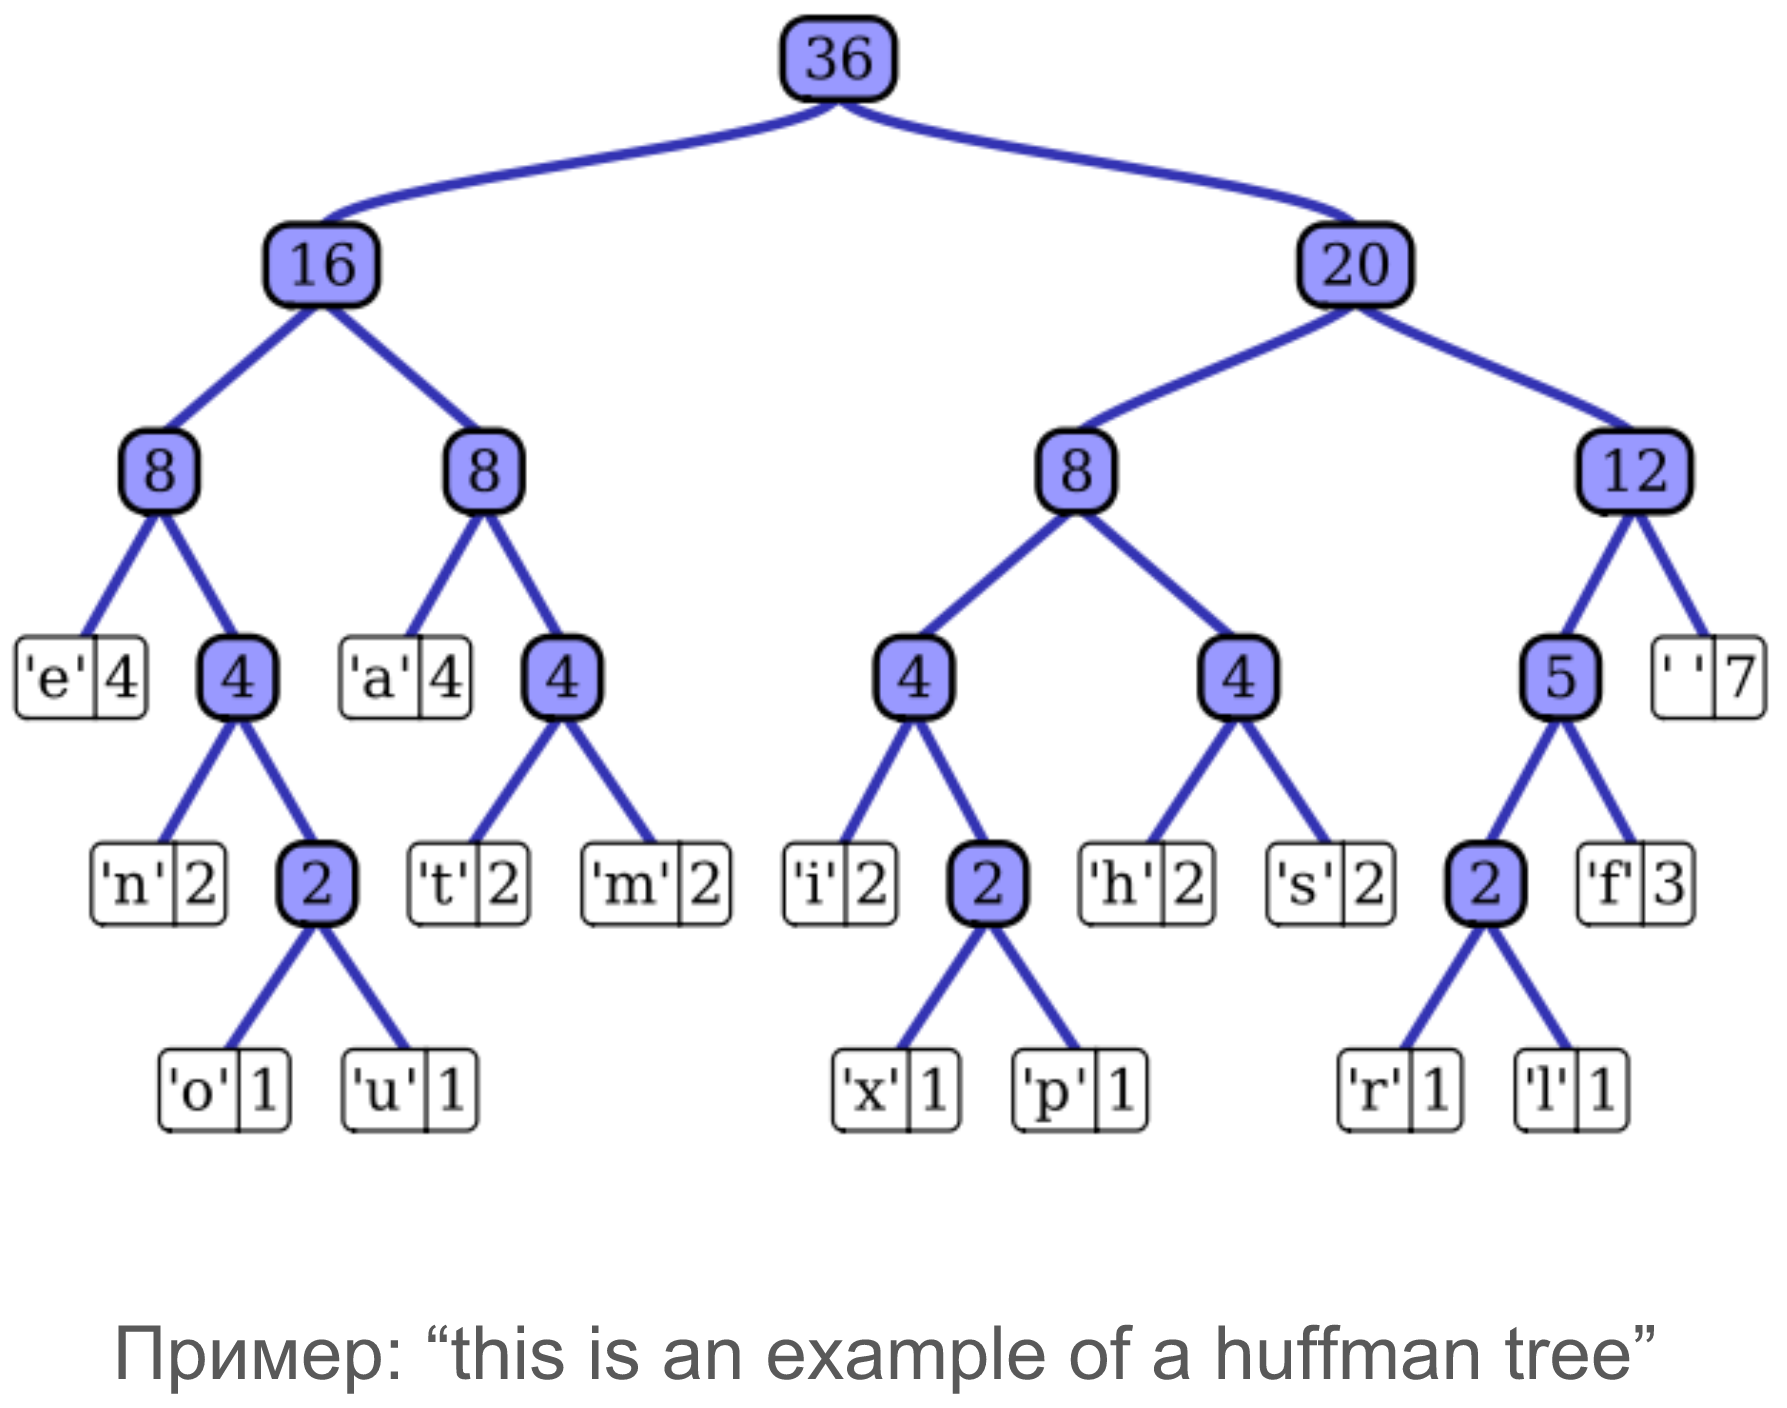 36
16 20
8 8 8 12
'e' 4 4 'a' 4 4 4 4 5 ' ' 7
'n' 2 2 't' 2 'm' 2 'i' 2 2 'h' 2 's' 2 2 'f' 3
'o' 1 'u' 1 'x' 1 'p' 1 'r' 1 'l' 1
Пример: “this is an example of a huffman tree”